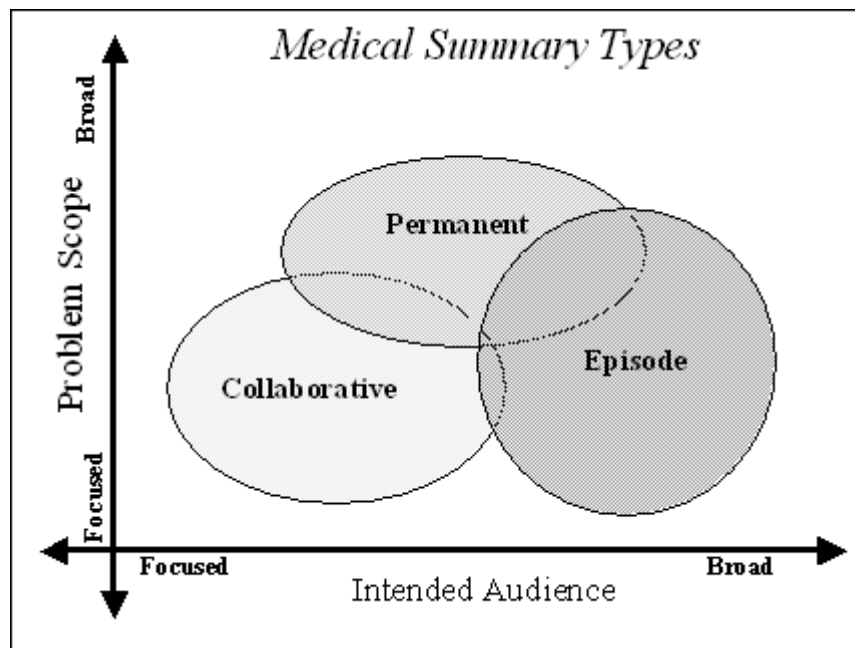 Medical Summary Types
Broad
Problem Scope
Focused
Permanent
Collaborative
Episode
Focused
Broad
Intended Audience